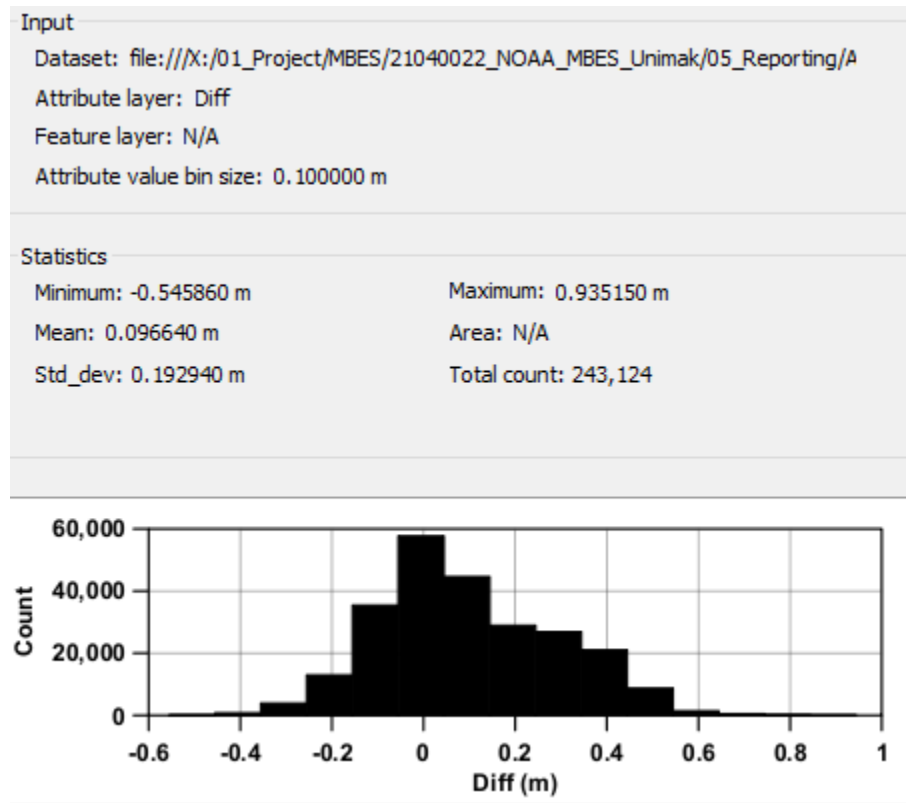 Input
Dataset: file:///X:/01_Project/MBES/21040022_NOAA_MBES_Unimak/05_Reporting/A
Attribute layer: Diff
Feature layer: N/A
Attribute value bin size: 0.100000 m
Statistics
Minimum: -0.545860 m Maximum: 0.935150 m
Mean: 0.096640 m Area: N/A
Std_dev: 0.192940 m Total count: 243,124
60,000
40,000
20,000
0
Count
-0.6 -0.4 -0.2 0 0.2 0.4 0.6 0.8 1
Diff (m)